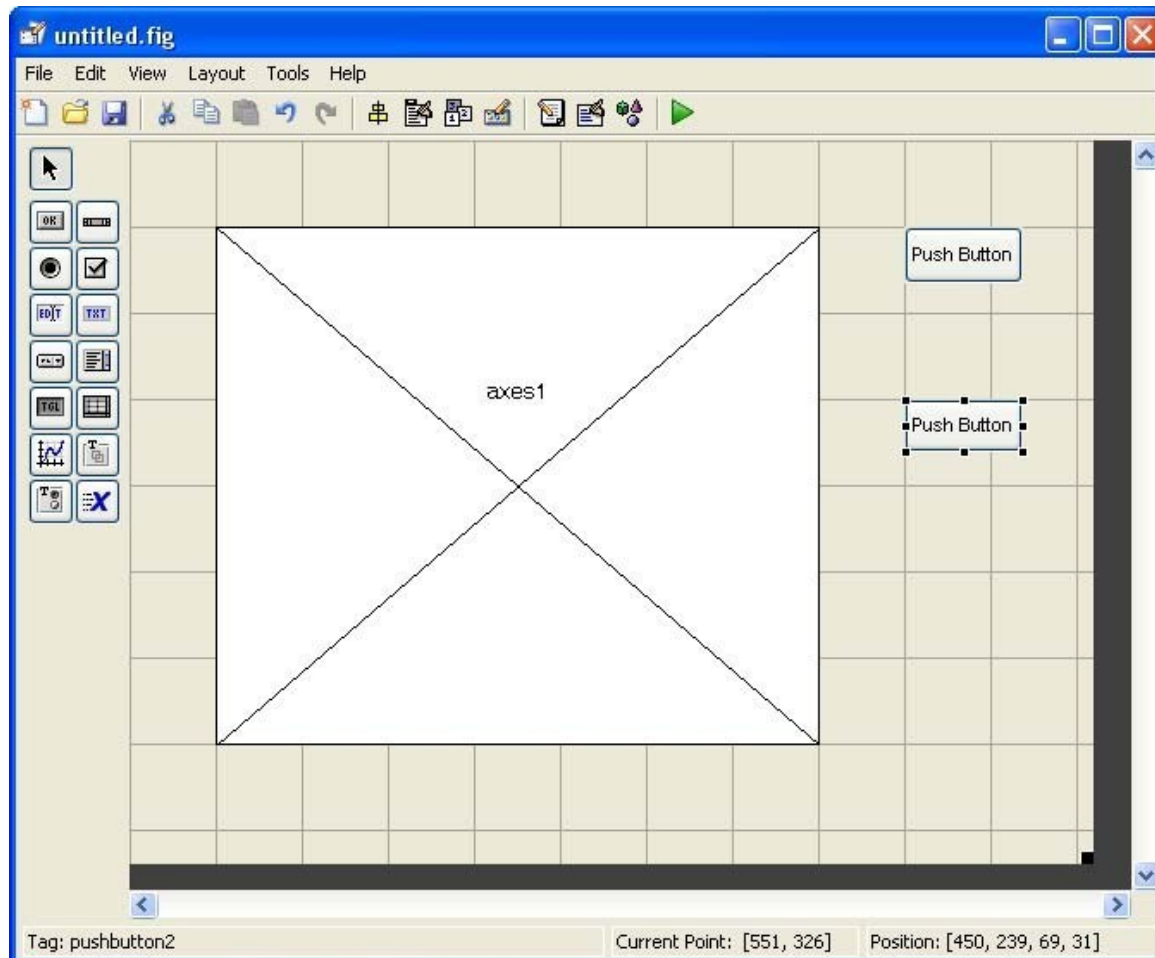 untitled.fig
File Edit View Layout Tools Help
OK
EDIT TXT
TGL
T
T
X
Push Button
axes1
Push Button
Tag: pushbutton2 Current Point: [551, 326] Position: [450, 239, 69, 31]